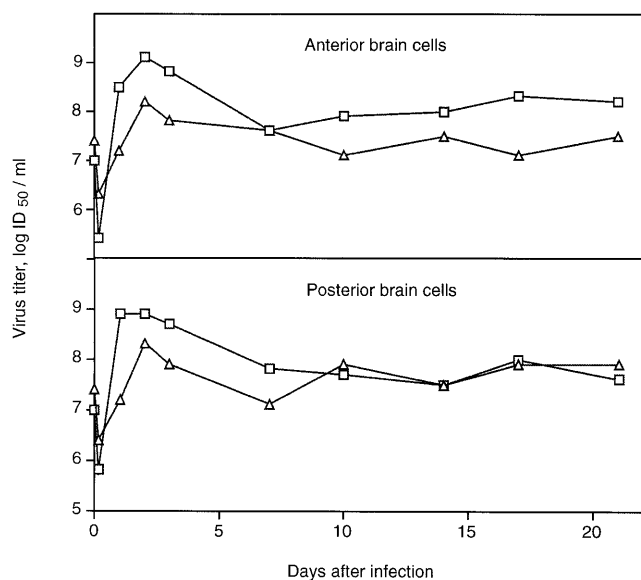 Anterior brain cells
9
8
7
6
Virus titer, log ID 50 / ml
Posterior brain cells
9
8
7
6
5
0 5 10 15 20
Days after infection